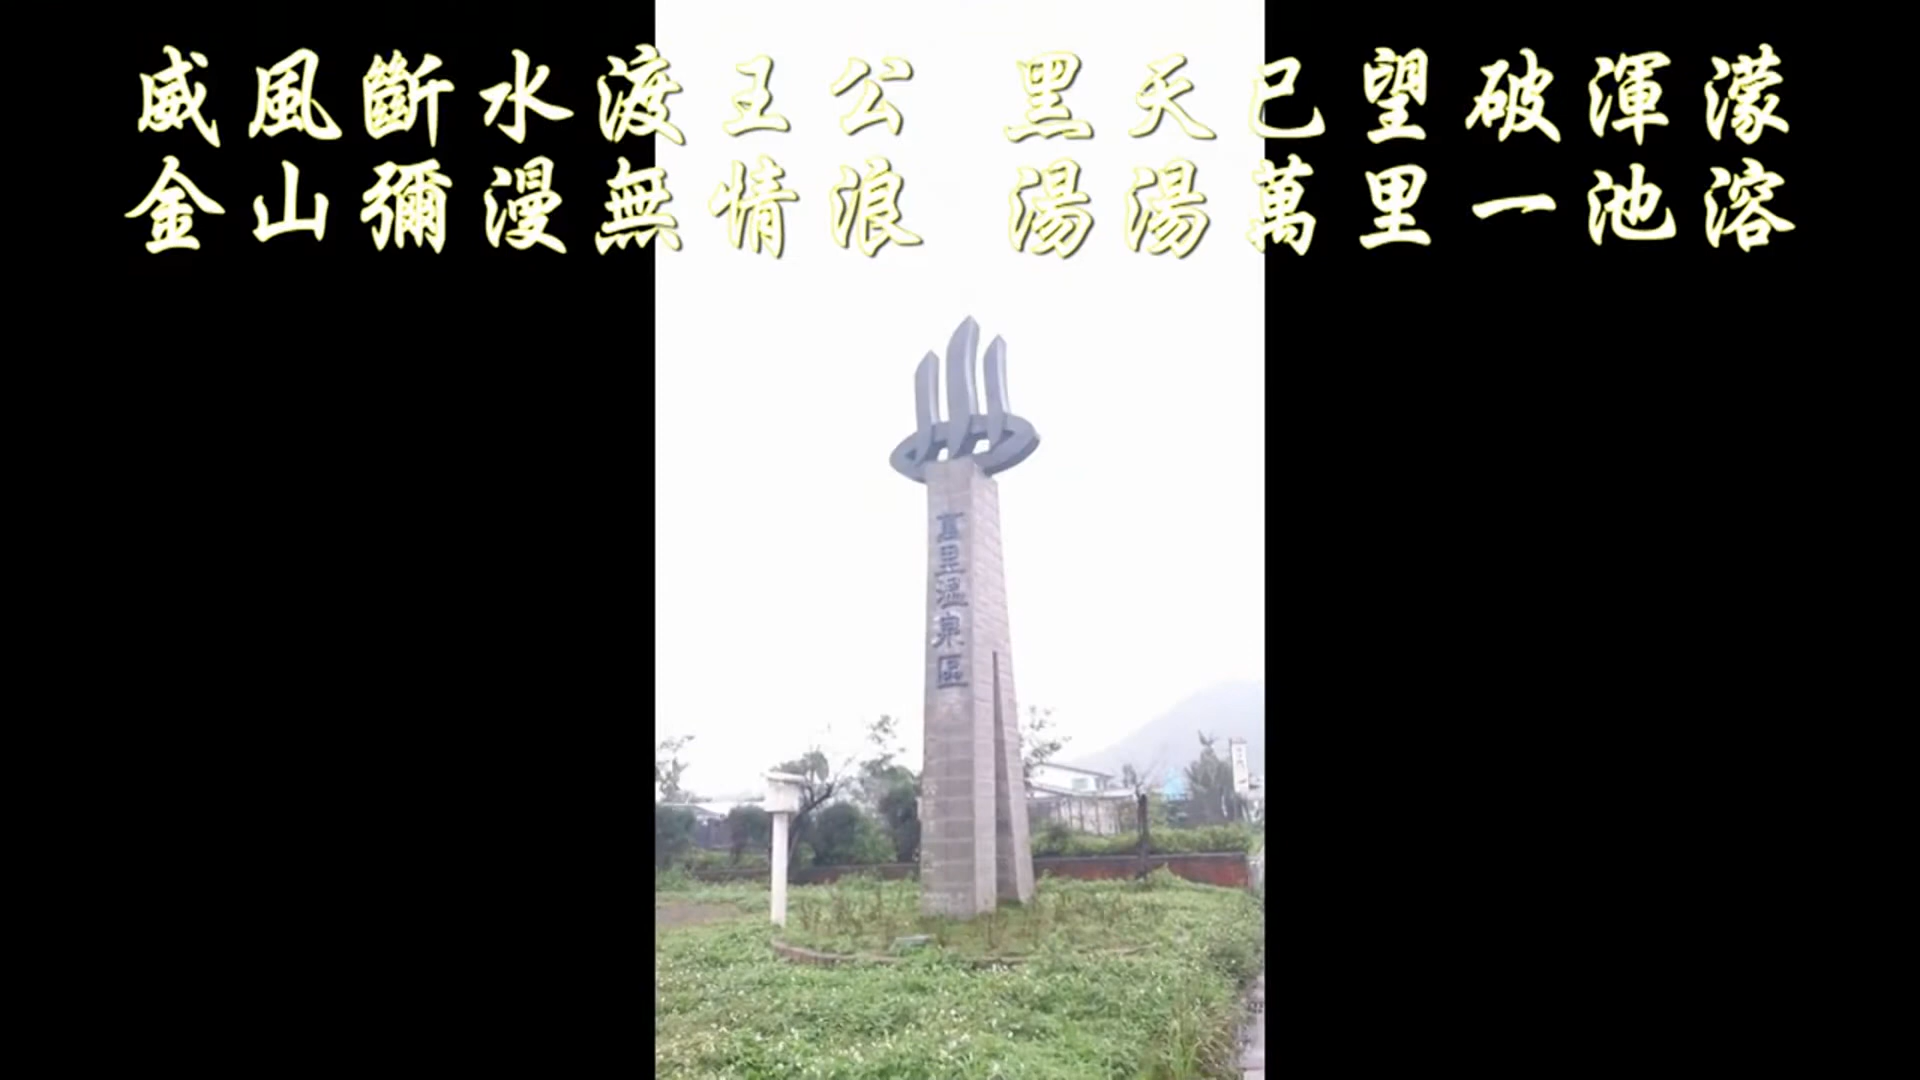 威風斷水渡王公 黑天已望破渾濛
金山彌漫無情浪 湯湯萬里一池溶
萬里溫泉區